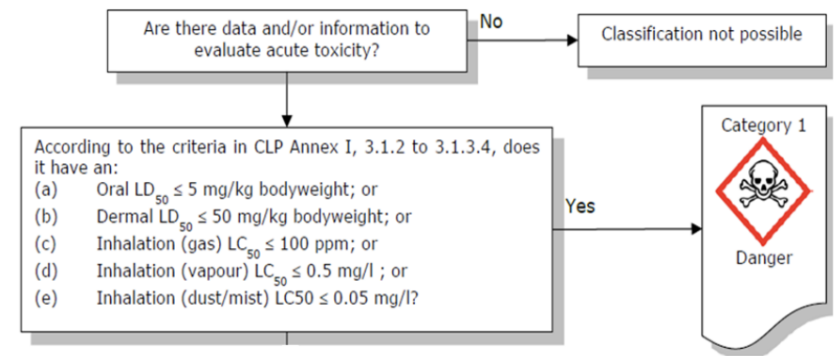 Are there data and/or information to
evaluate acute toxicity?
No
Classification not possible
According to the criteria in CLP Annex I, 3.1.2 to 3.1.3.4, does
it have an:
(a) Oral LD50 ≤ 5 mg/kg bodyweight; or
(b) Dermal LD50 ≤ 50 mg/kg bodyweight; or
(c) Inhalation (gas) LC50 ≤ 100 ppm; or
(d) Inhalation (vapour) LC50 ≤ 0.5 mg/l ; or
(e) Inhalation (dust/mist) LC50 ≤ 0.05 mg/l?
Yes
Category 1
Danger